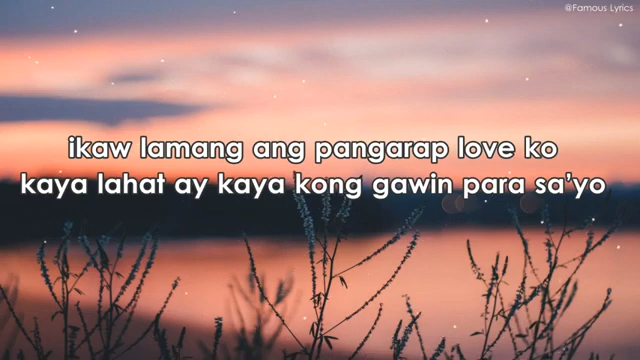 @Famous Lyrics
ikaw lamang ang pangarap love ko
kaya lahat ay kaya kong gawin para sa'yo